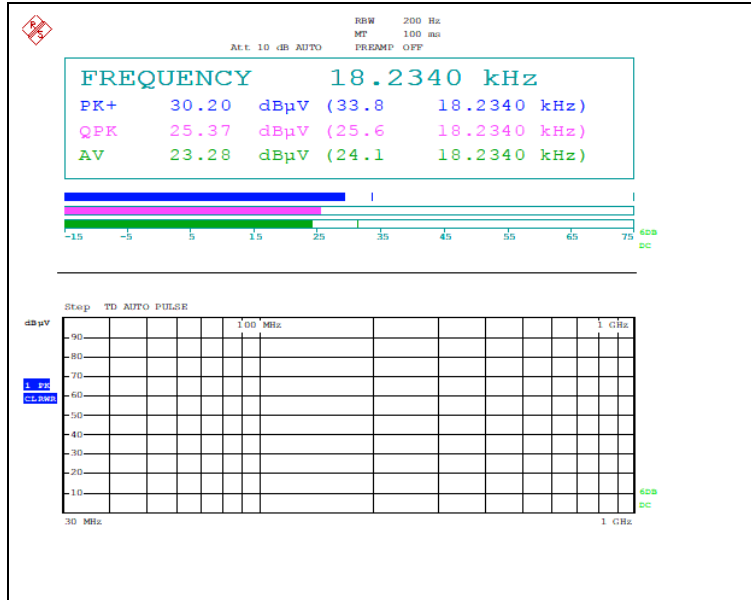 RBW 200 Hz
MT 100 ms
Att 10 dB AUTO PREAMP OFF
FREQUENCY 18.2340 kHz
PK+ 30.20 dBµV (33.8 18.2340 kHz)
QPK 25.37 dBµV (25.6 18.2340 kHz)
AV 23.28 dBµV (24.1 18.2340 kHz)
-15 -5 5 15 25 35 45 55 65 75
6DB
DC
Step TD AUTO PULSE
dBµV
100 MHz 1 GHz
90
80
70
1 PK
60
CLRWR
50
40
30
20
10
6DB
DC
30 MHz 1 GHz